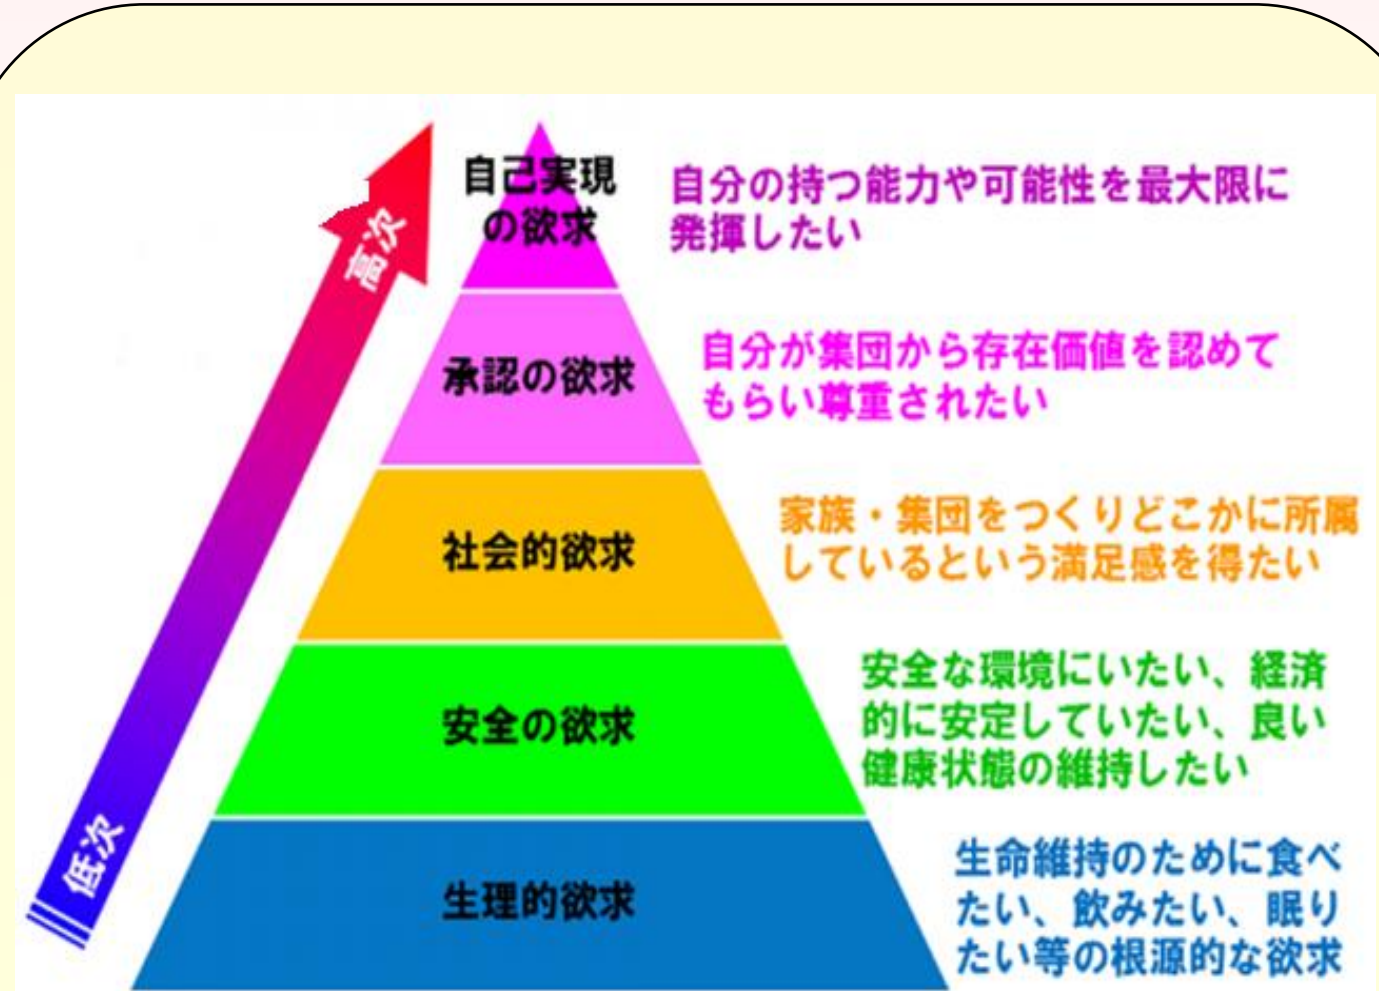 高次
低次
自己実現
の欲求
自分の持つ能力や可能性を最大限に
発揮したい
承認の欲求
自分が集団から存在価値を認めて
もらい尊重されたい
社会的欲求
家族・集団をつくりどこかに所属
しているという満足感を得たい
安全の欲求
安全な環境にいたい、経済
的に安定していたい、良い
健康状態の維持したい
生理的欲求
生命維持のために食べ
たい、飲みたい、眠り
たい等の根源的な欲求